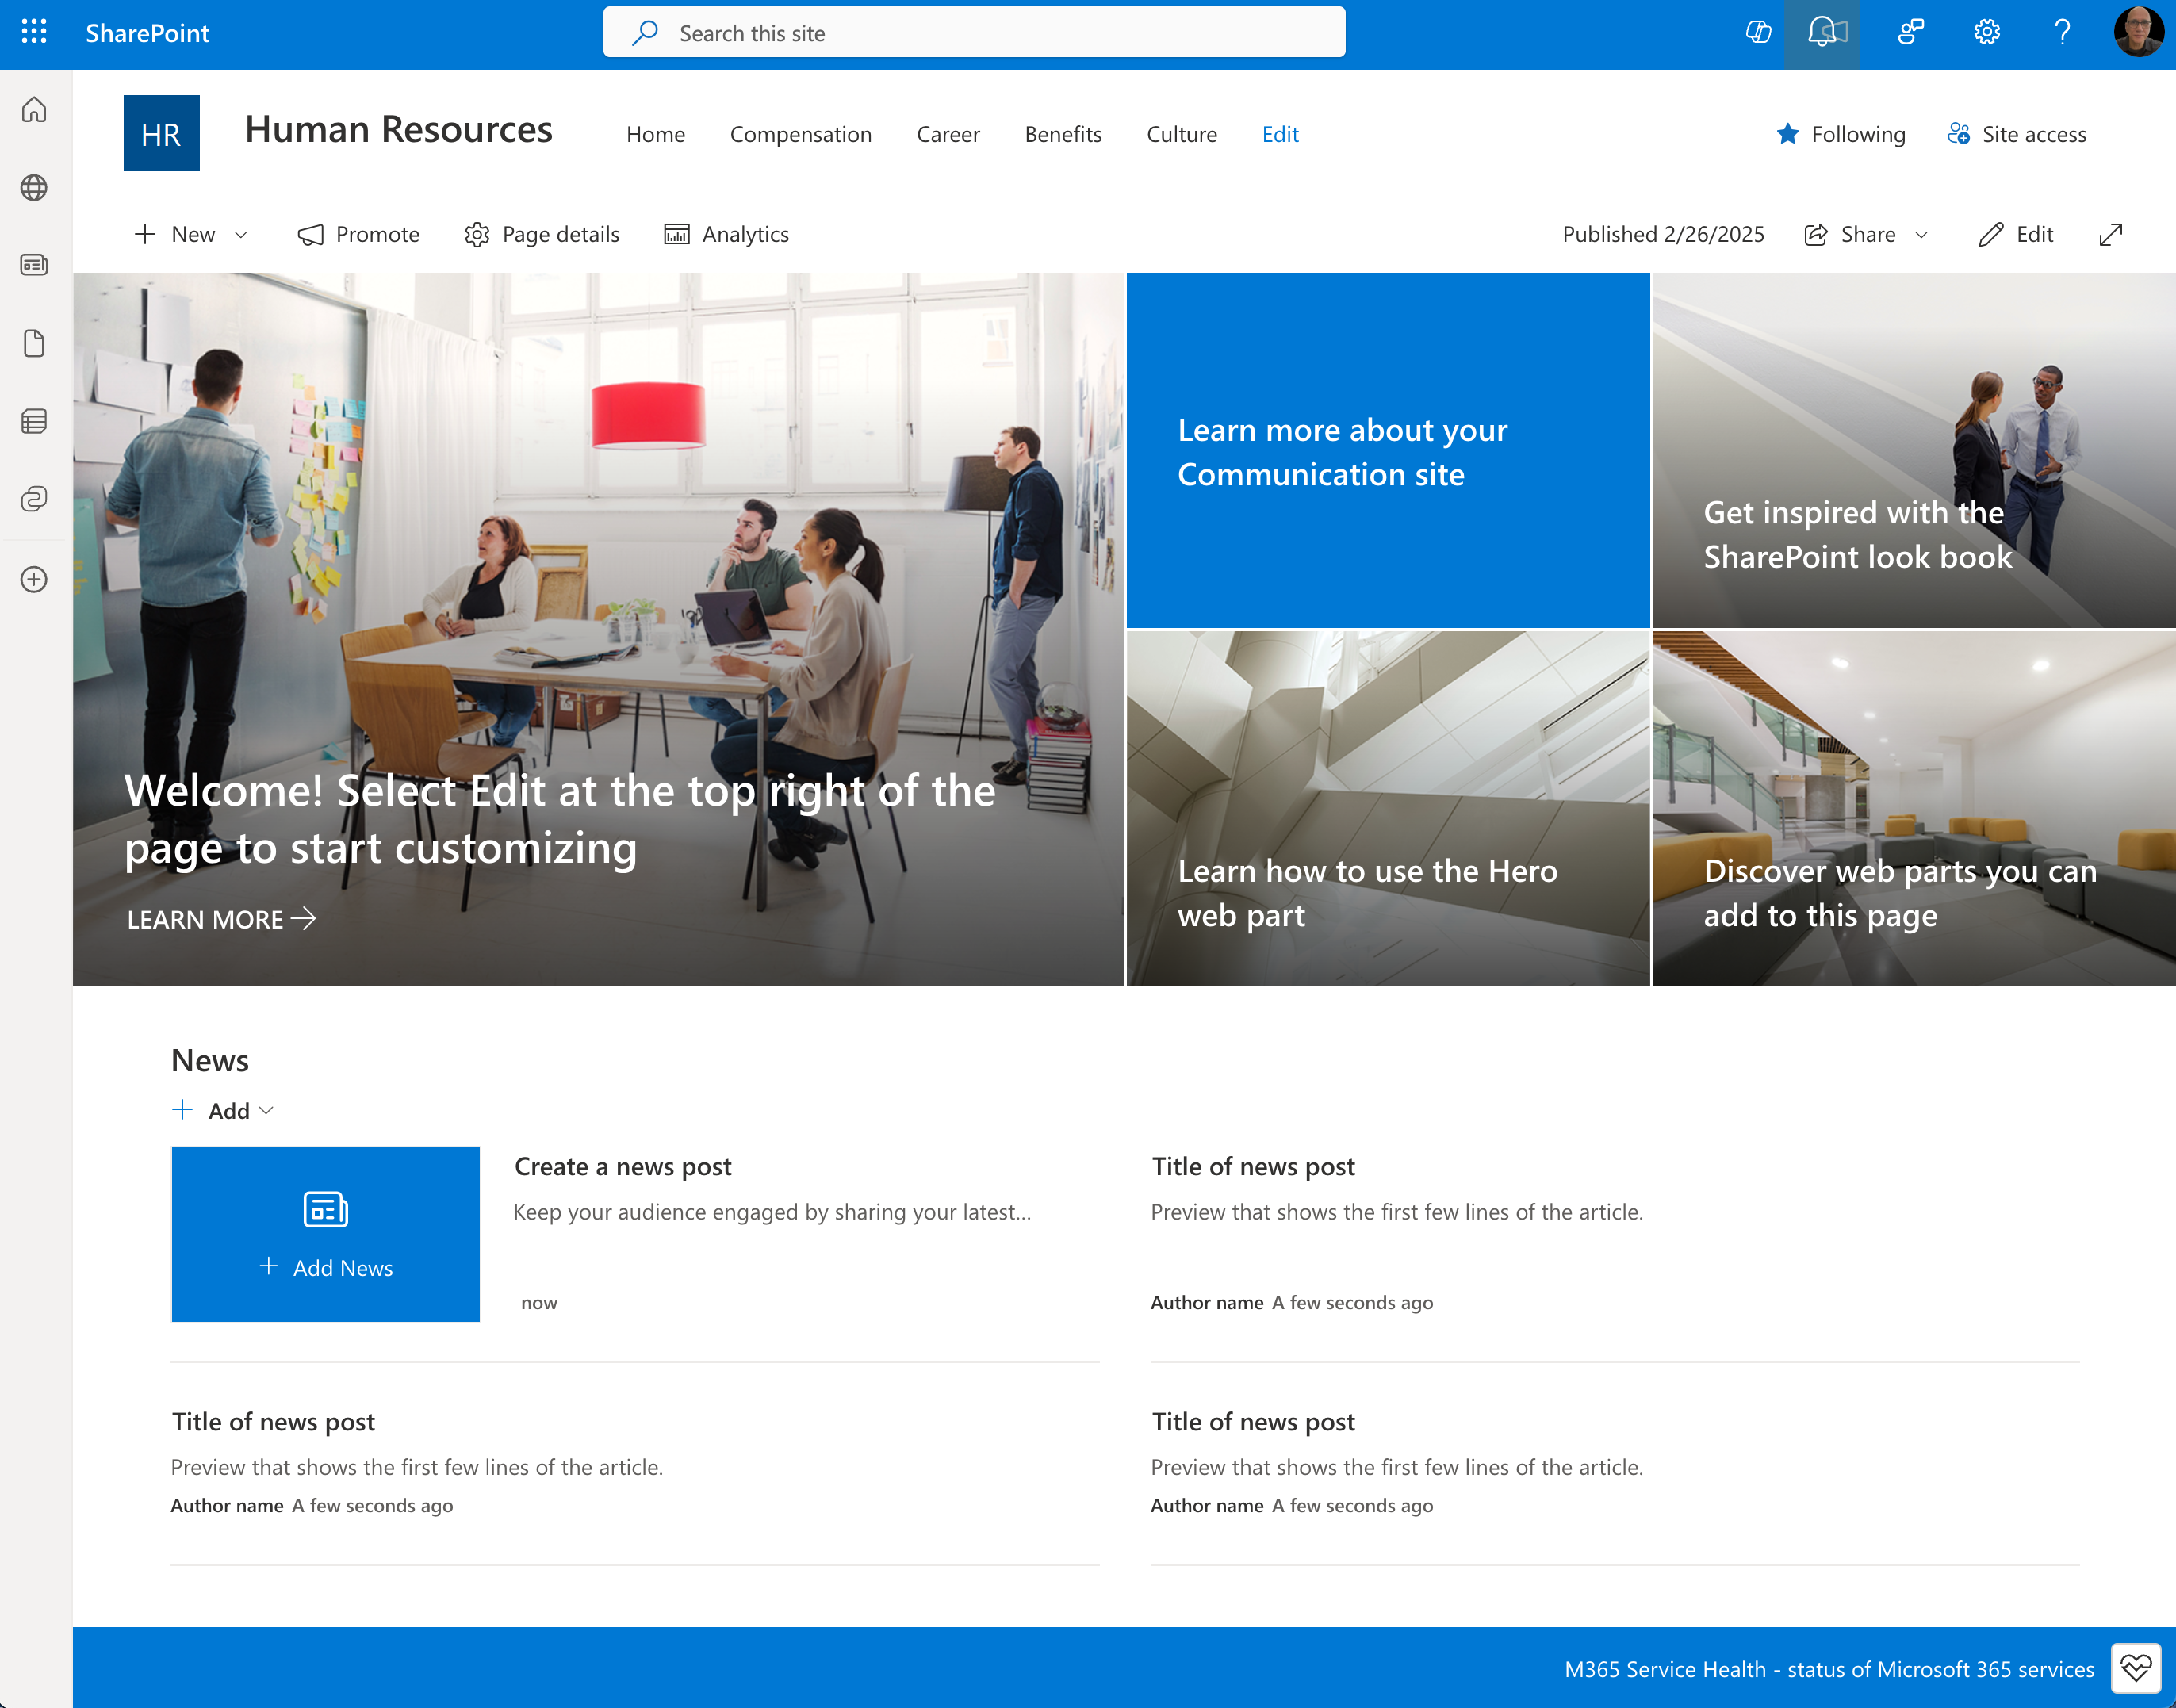 SharePoint
Search this site
HR
Human Resources
Home Compensation Career Benefits Culture Edit
Following Site access
New Promote Page details Analytics
Published 2/26/2025 Share Edit
Learn more about your
Communication site
Get inspired with the
SharePoint look book
Welcome! Select Edit at the top right of the
page to start customizing
LEARN MORE
Learn how to use the Hero
web part
Discover web parts you can
add to this page
News
Add
Add News
Create a news post
Keep your audience engaged by sharing your latest...
now
Title of news post
Preview that shows the first few lines of the article.
Author name A few seconds ago
Title of news post
Preview that shows the first few lines of the article.
Author name A few seconds ago
Title of news post
Preview that shows the first few lines of the article.
Author name A few seconds ago
M365 Service Health - status of Microsoft 365 services